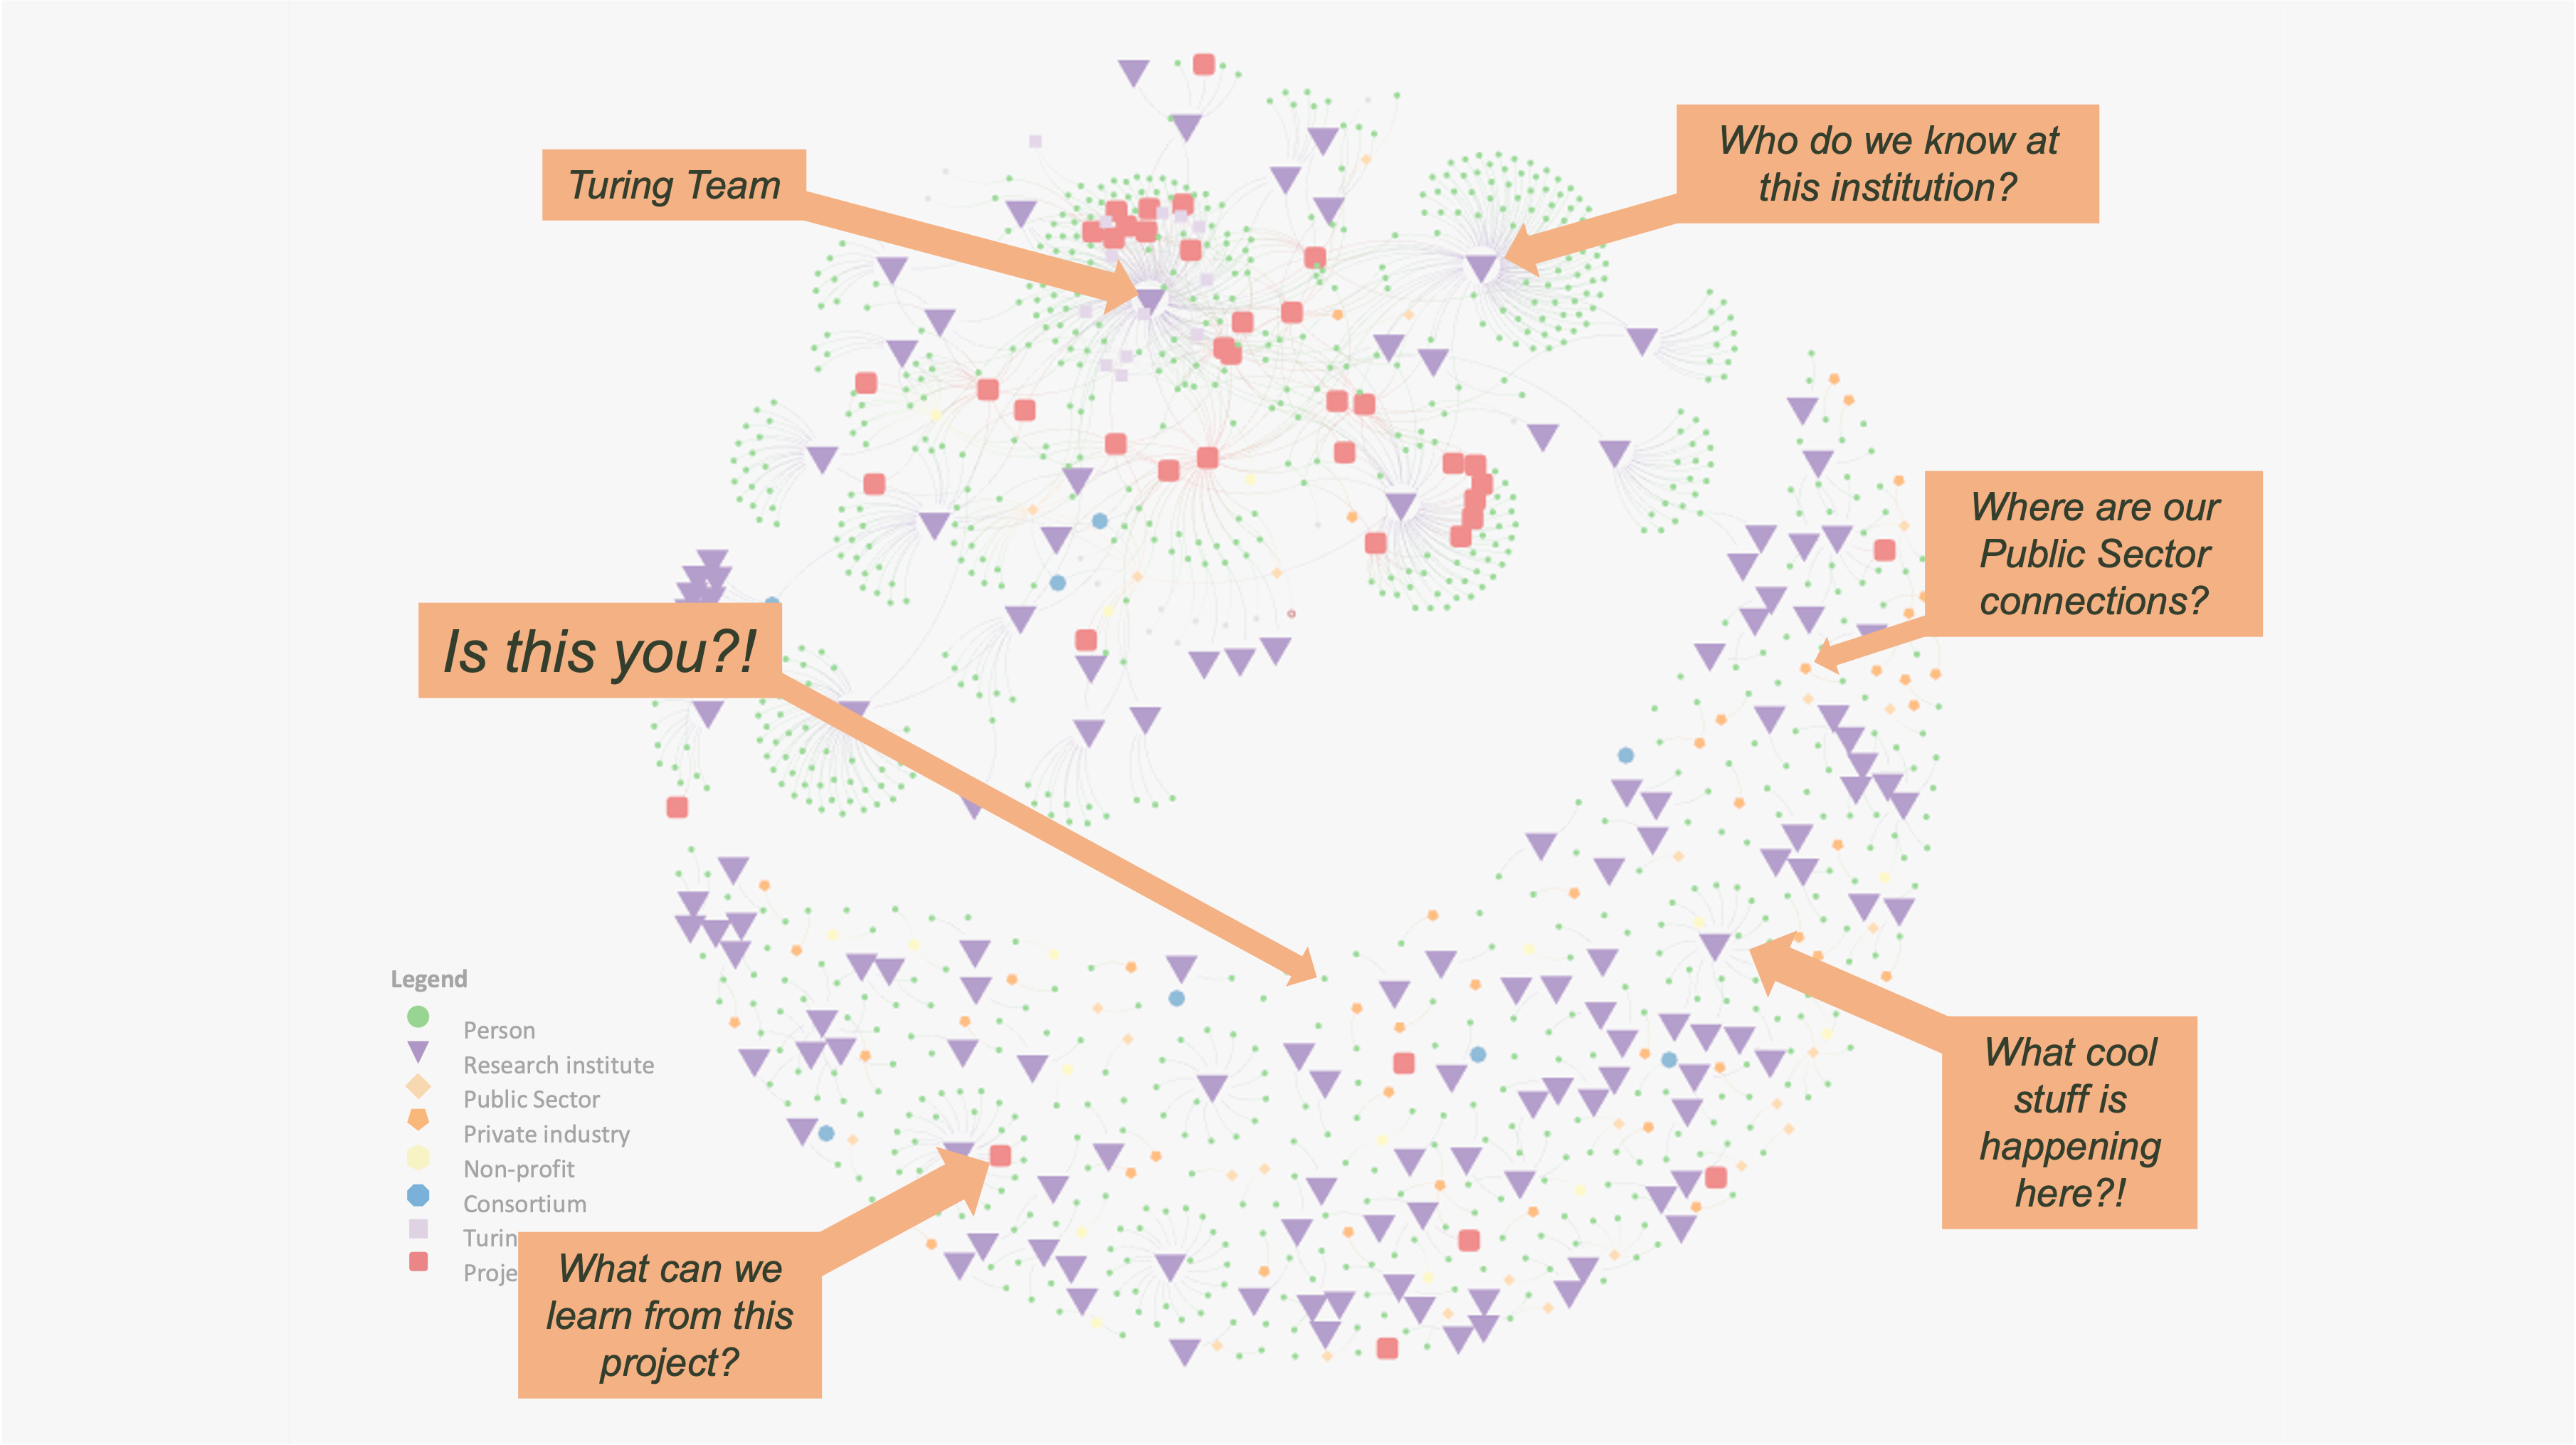 Turing Team
Who do we know at
this institution?
Where are our
Public Sector
connections?
Is this you?!
Legend
Person
Research institute
Public Sector
Private industry
Non-profit
Consortium
Turin
Proje
What can we
learn from this
project?
What cool
stuff is
happening
here?!